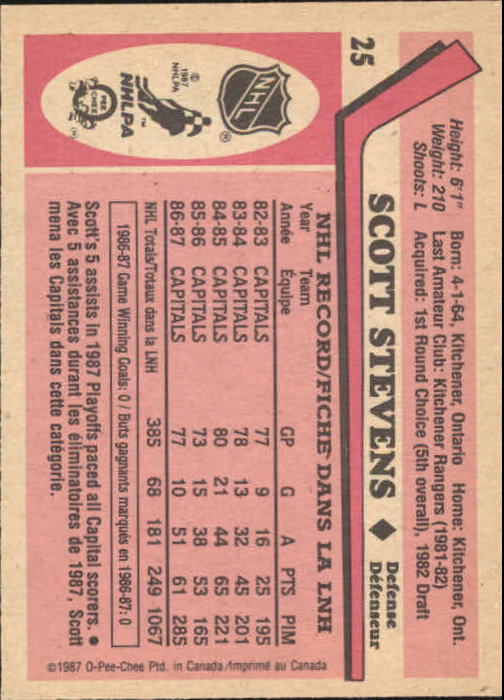 25
Height: 6'1" Born: 4-1-64, Kitchener, Ontario Home: Kitchener, Ont.
Weight: 210 Last Amateur Club: Kitchener Rangers (1981-82)
Shoots: L Acquired: 1st Round Choice (5th overall), 1982 Draft
SCOTT STEVENS ◆ Defense
Défenseur
NHL
© 1987 NHLPA
NHLPA
TM
O PEE CHEE
®
NHL RECORD/FICHE DANS LA LNH
Year Team GP G A PTS PIM
Année Équipe
82-83 CAPITALS 77 9 16 25 195
83-84 CAPITALS 78 13 32 45 201
84-85 CAPITALS 80 21 44 65 221
85-86 CAPITALS 73 15 38 53 165
86-87 CAPITALS 77 10 51 61 285
NHL Totals/Totaux dans la LNH 385 68 181 249 1067
1986-87 Game Winning Goals: 0 / Buts gagnants marqués en 1986-87: 0
Scott's 5 assists in 1987 Playoffs paced all Capital scorers. ●
Avec 5 assistances durant les éliminatoires de 1987, Scott
mena les Capitals dans cette catégorie.
©1987 O-Pee-Chee Ptd. in Canada/Imprimé au Canada